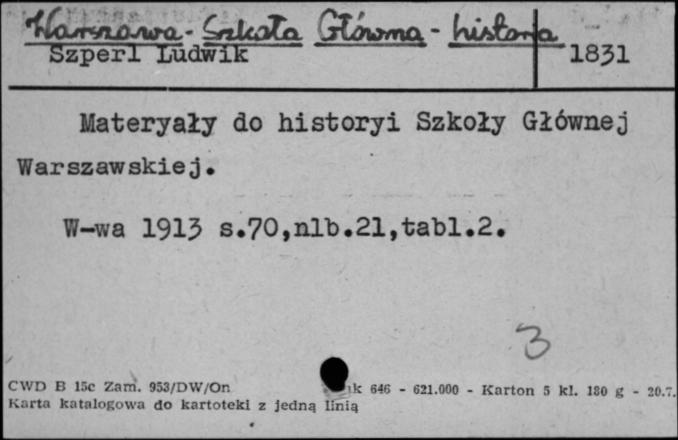 Warszawa - Szkoła Główna - historia
Szperl Ludwik 1831
Materyały do historyi Szkoły Głównej
Warszawskiej.
W-wa 1913 s.70,nlb.21,tabl.2.
3
CWD B 15c Zam. 953/DW/On 646 - 621.000 - Karton 5 kl. 180 g - 20.7.
Karta katalogowa do kartoteki z jedną linią